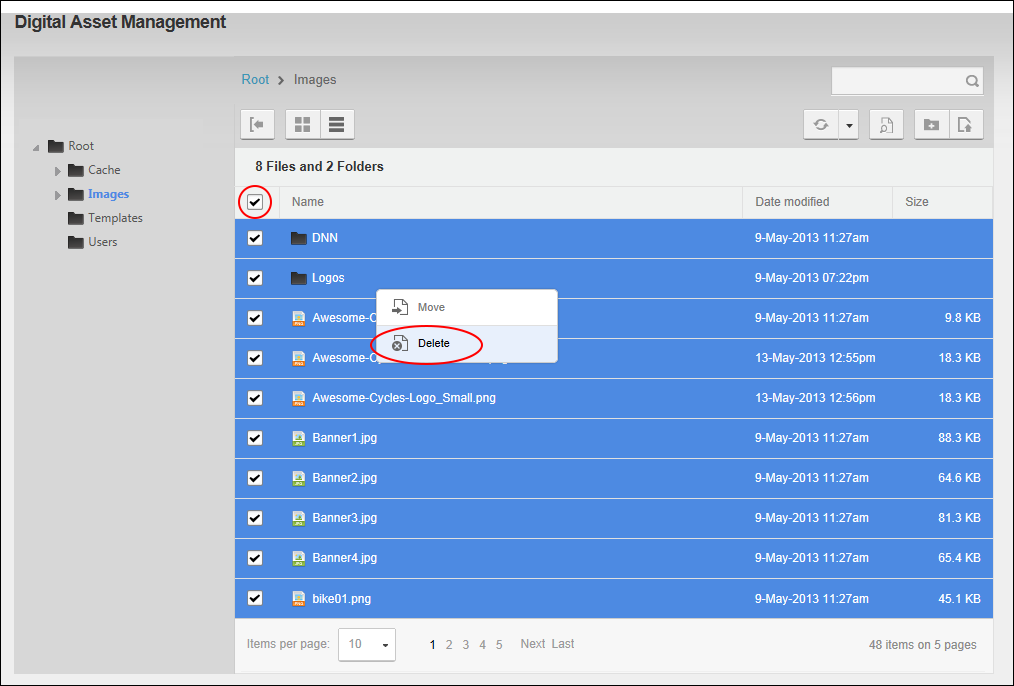 Digital Asset Management
Root > Images
Root
Cache
Images
Templates
Users
8 Files and 2 Folders
Name Date modified Size
DNN 9-May-2013 11:27am
Logos 9-May-2013 07:22pm
Move
Delete
Awesome-C 9-May-2013 11:27am 9.8 KB
Awesome- 13-May-2013 12:55pm 18.3 KB
Awesome-Cycles-Logo_Small.png 13-May-2013 12:56pm 18.3 KB
Banner1.jpg 9-May-2013 11:27am 88.3 KB
Banner2.jpg 9-May-2013 11:27am 64.6 KB
Banner3.jpg 9-May-2013 11:27am 81.3 KB
Banner4.jpg 9-May-2013 11:27am 65.4 KB
bike01.png 9-May-2013 11:27am 45.1 KB
Items per page: 10 1 2 3 4 5 Next Last 48 items on 5 pages